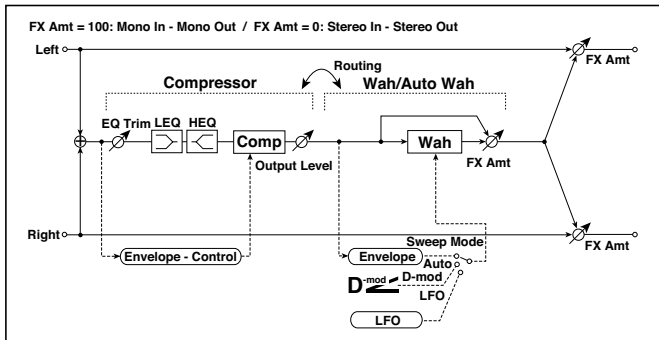 FX Amt = 100: Mono In - Mono Out / FX Amt = 0: Stereo In - Stereo Out
Left
FX Amt
Routing
Compressor
Wah/Auto Wah
EQ Trim
LEQ
HEQ
Comp
Wah
Output Level
FX Amt
Right
Sweep Mode
FX Amt
Envelope - Control
Envelope
Auto
D-mod
D-mod
LFO
LFO